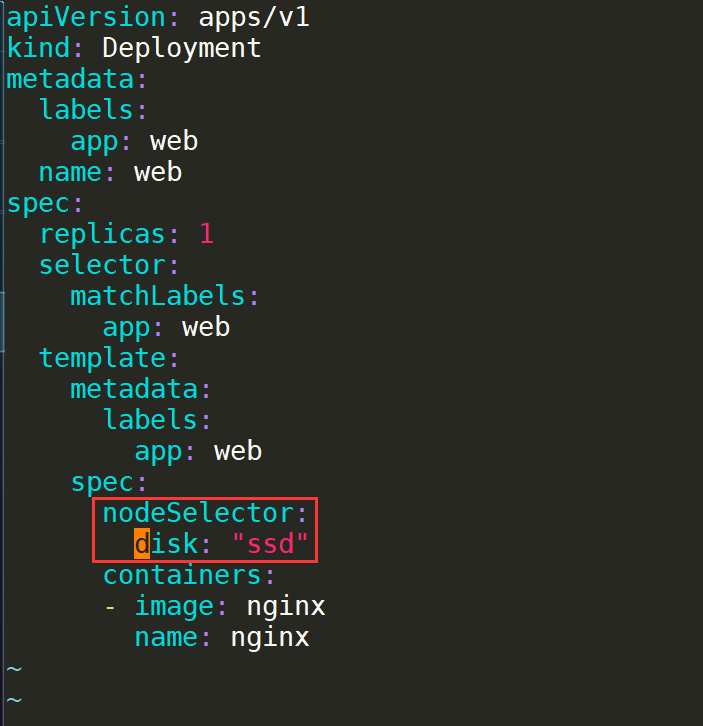 apiVersion: apps/v1
kind: Deployment
metadata:
  labels:
    app: web
  name: web
spec:
  replicas: 1
  selector:
    matchLabels:
      app: web
  template:
    metadata:
      labels:
        app: web
    spec:
      nodeSelector:
        disk: "ssd"
      containers:
      - image: nginx
        name: nginx
~
~